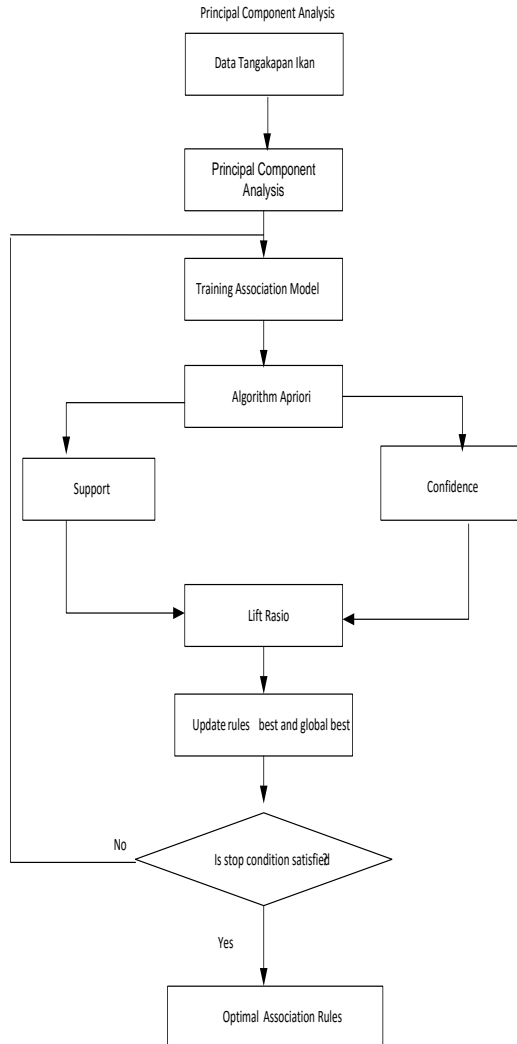 Principal Component Analysis
Data Tangakapan Ikan
Principal Component
Analysis
Training Association Model
Algorithm Apriori
Support
Confidence
Lift Rasio
Update rules best and global best
No
Is stop condition satisfied?
Yes
Optimal Association Rules